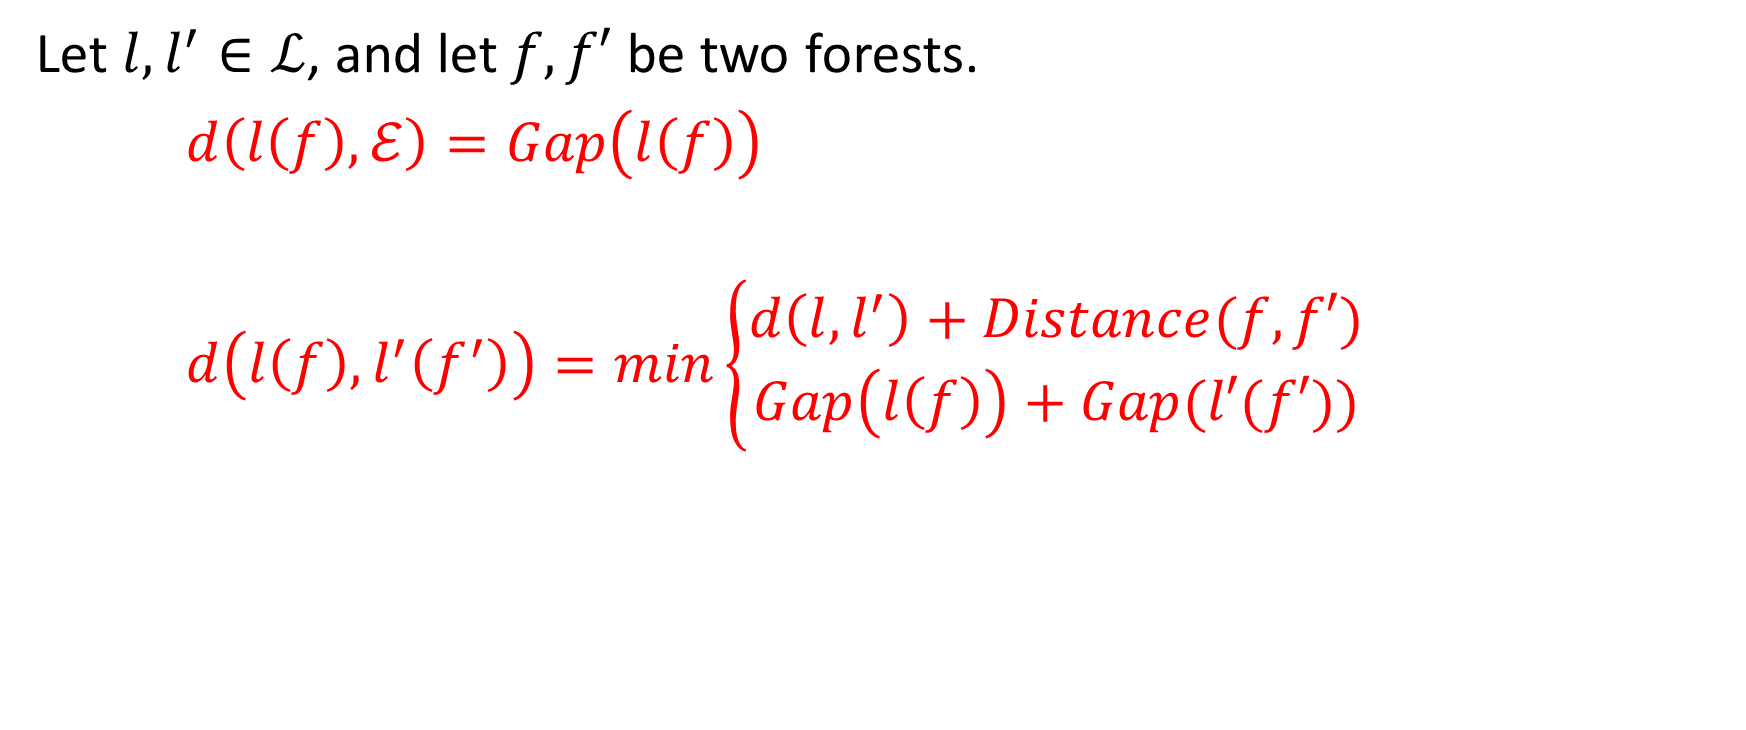 Let 𝑙, 𝑙′ ∈ ℒ, and let 𝑓, 𝑓′ be two forests.
𝑑(𝑙(𝑓), ℰ) = 𝐺𝑎𝑝(𝑙(𝑓))
𝑑(𝑙(𝑓), 𝑙′(𝑓′)) = 𝑚𝑖𝑛 { 𝑑(𝑙, 𝑙′) + 𝐷𝑖𝑠𝑡𝑎𝑛𝑐𝑒(𝑓, 𝑓′)
𝐺𝑎𝑝(𝑙(𝑓)) + 𝐺𝑎𝑝(𝑙′(𝑓′))